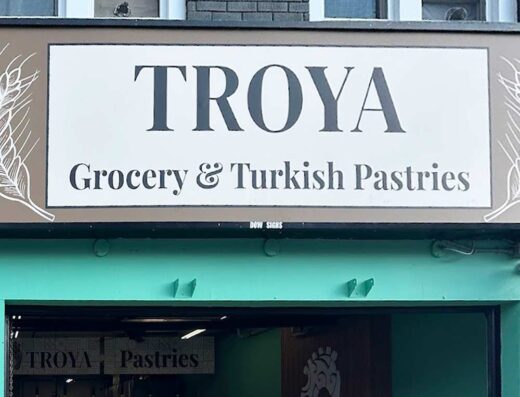 TROYA
Grocery & Turkish Pastries
DOW SIGNS
TROYA Pastries